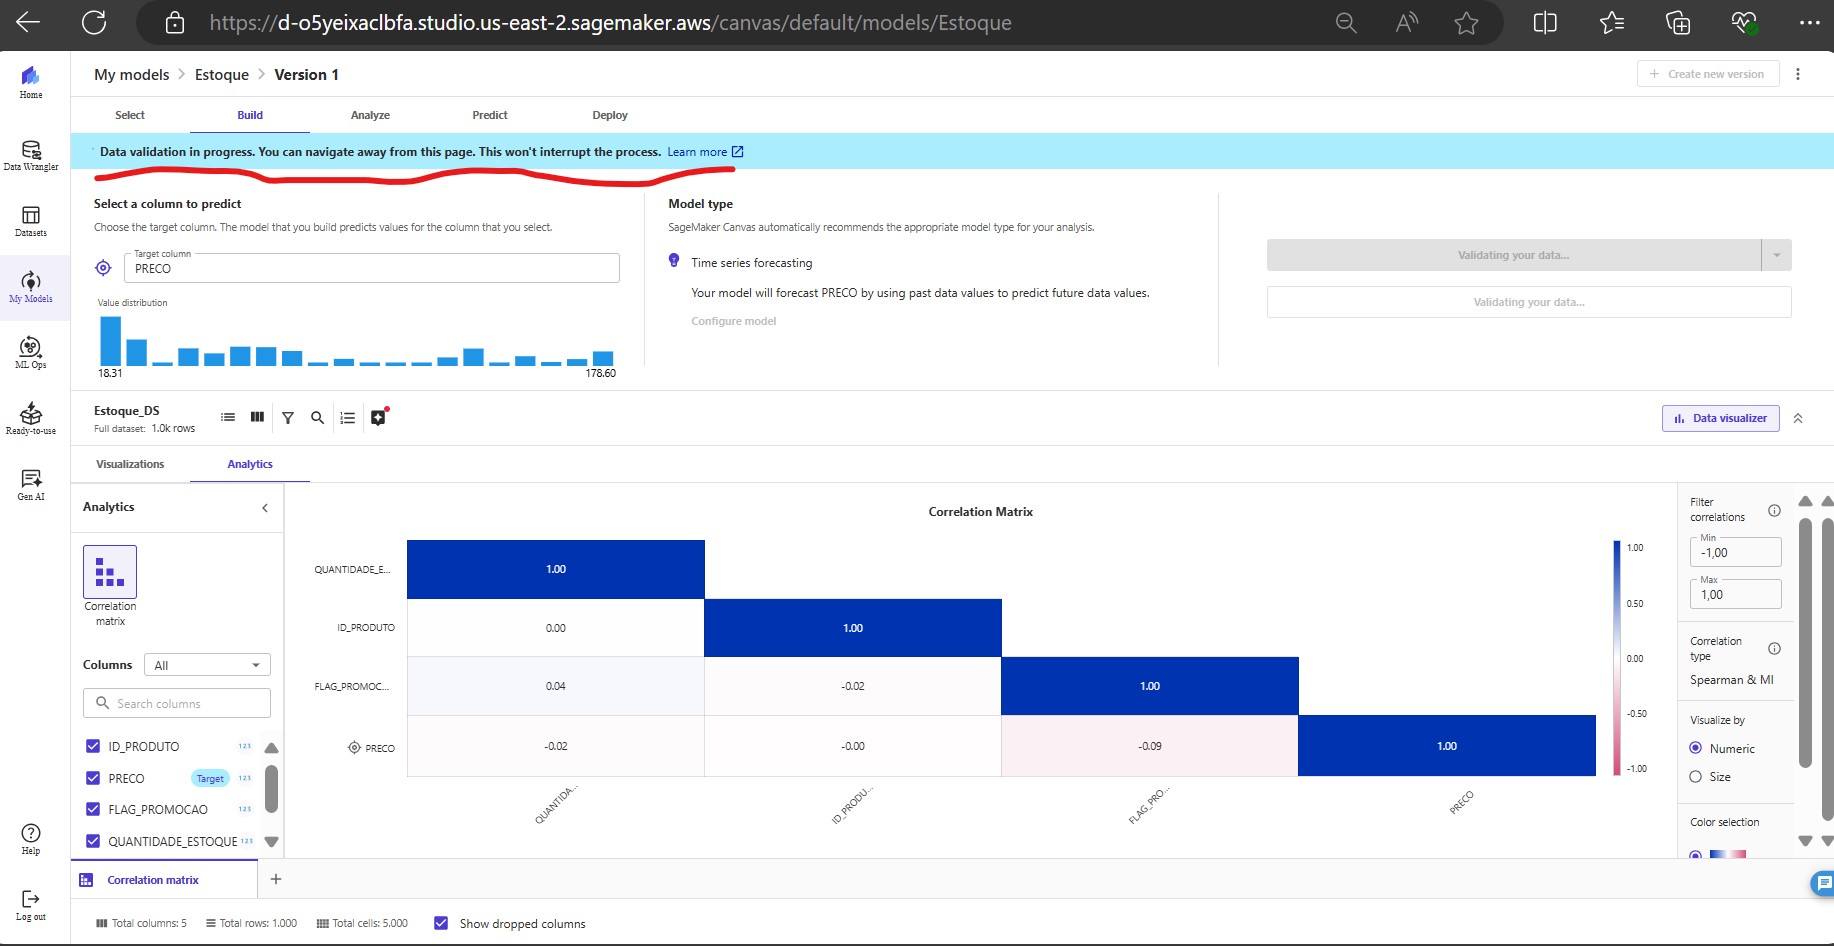 https://d-o5yeixaclbfa.studio.us-east-2.sagemaker.aws/canvas/default/models/Estoque
Home
Data Wrangler
Datasets
My Models
ML Ops
Ready-to-use
Gen AI
Help
Log out
My models > Estoque > Version 1
+ Create new version
Select Build Analyze Predict Deploy
Data validation in progress. You can navigate away from this page. This won't interrupt the process. Learn more
Select a column to predict
Choose the target column. The model that you build predicts values for the column that you select.
Target column
PRECO
Value distribution
18.31 178.60
Model type
SageMaker Canvas automatically recommends the appropriate model type for your analysis.
Time series forecasting
Your model will forecast PRECO by using past data values to predict future data values.
Configure model
Validating your data...
Validating your data...
Estoque_DS
Full dataset: 1.0k rows
Data visualizer
Visualizations Analytics
Analytics
Correlation
matrix
Columns All
Search columns
ID_PRODUTO 123
PRECO Target 123
FLAG_PROMOCAO 123
QUANTIDADE_ESTOQUE 123
Correlation Matrix
QUANTIDADE_E... 1.00
ID_PRODUTO 0.00 1.00
FLAG_PROMOC... 0.04 -0.02 1.00
PRECO -0.02 -0.00 -0.09 1.00
QUANTIDA... ID_PRODU... FLAG_PRO... PRECO
1.00
0.50
0.00
-0.50
-1.00
Filter
correlations
Min
-1,00
Max
1,00
Correlation
type
Spearman & MI
Visualize by
Numeric
Size
Color selection
Correlation matrix +
Total columns: 5 Total rows: 1.000 Total cells: 5.000 Show dropped columns